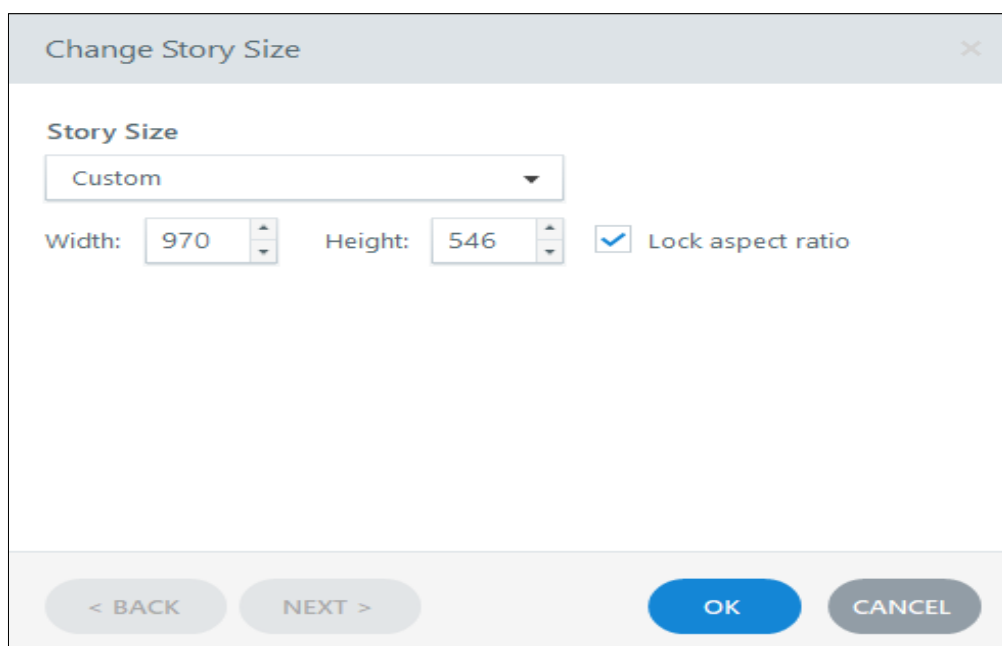 Change Story Size
Story Size
Custom
Width: 970 Height: 546 Lock aspect ratio
< BACK NEXT > OK CANCEL